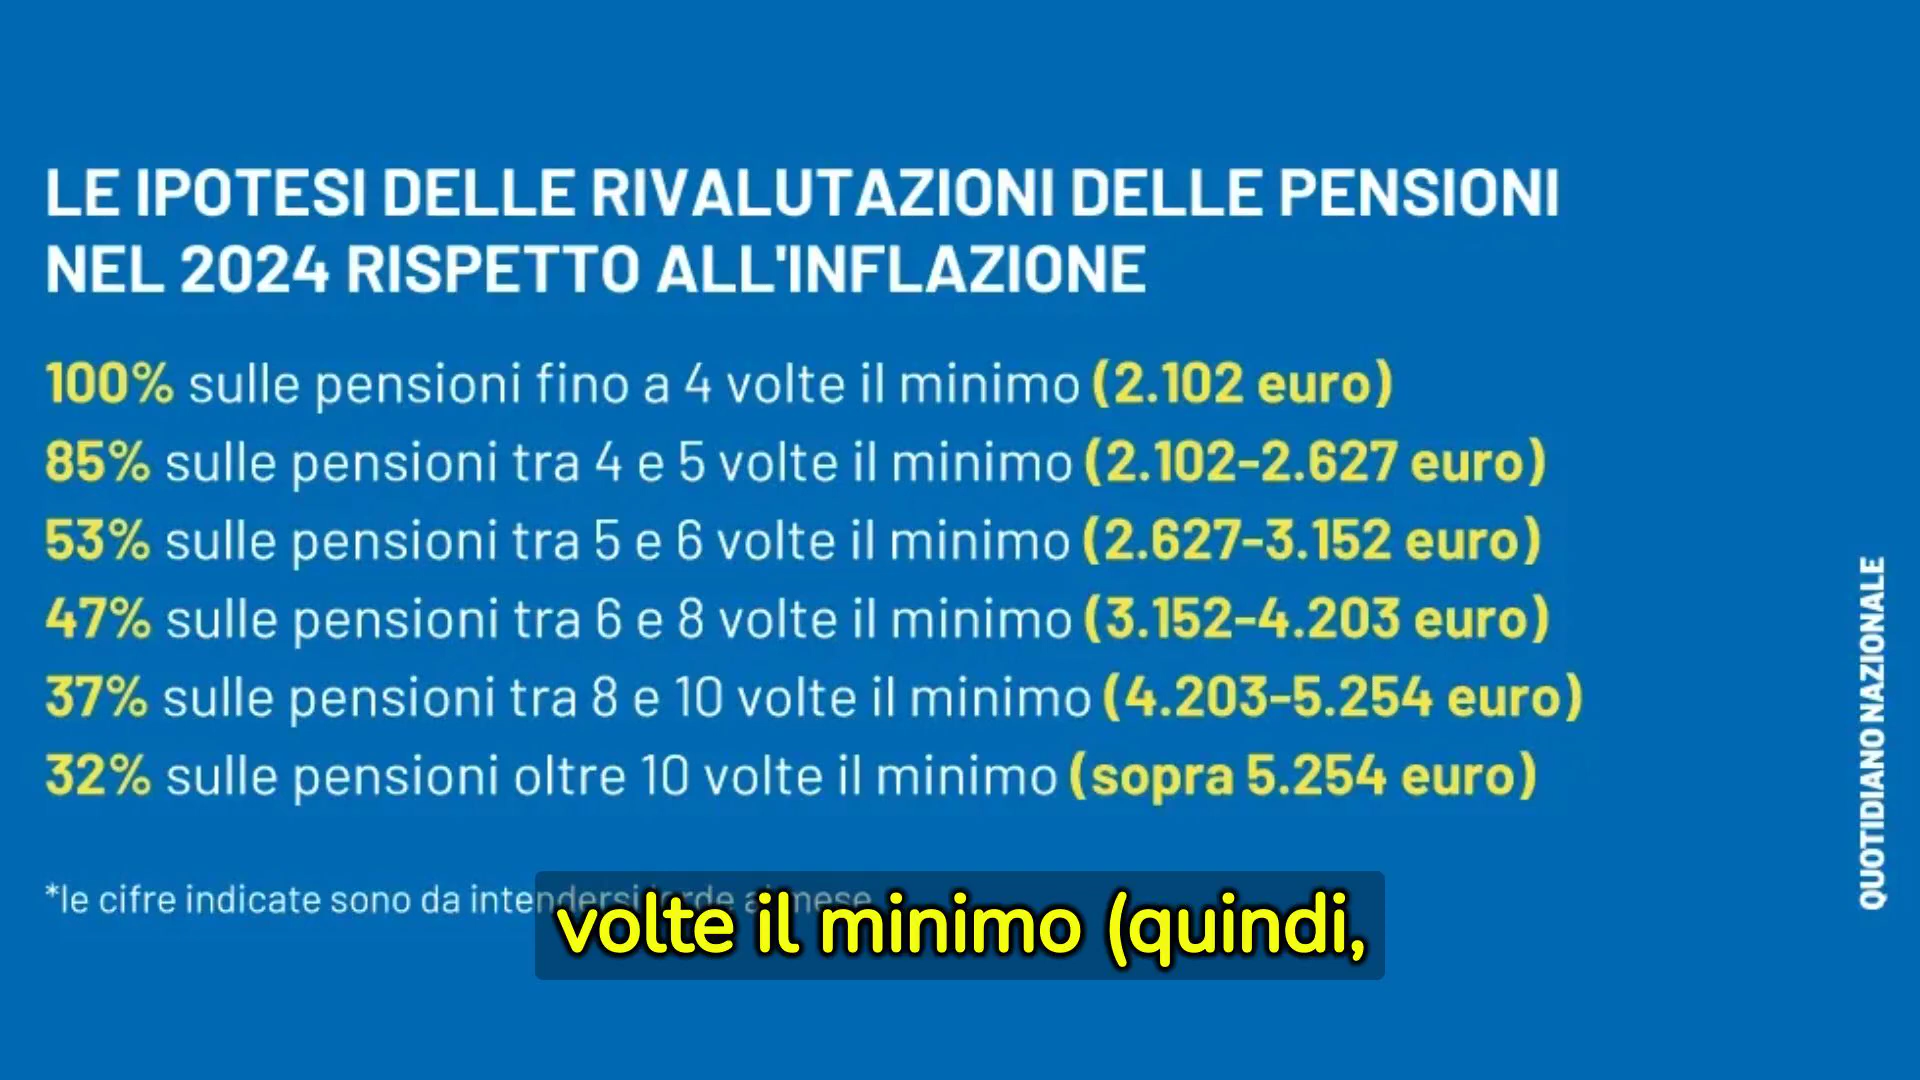 LE IPOTESI DELLE RIVALUTAZIONI DELLE PENSIONI
NEL 2024 RISPETTO ALL'INFLAZIONE
100% sulle pensioni fino a 4 volte il minimo (2.102 euro)
85% sulle pensioni tra 4 e 5 volte il minimo (2.102-2.627 euro)
53% sulle pensioni tra 5 e 6 volte il minimo (2.627-3.152 euro)
47% sulle pensioni tra 6 e 8 volte il minimo (3.152-4.203 euro)
37% sulle pensioni tra 8 e 10 volte il minimo (4.203-5.254 euro)
32% sulle pensioni oltre 10 volte il minimo (sopra 5.254 euro)
*le cifre indicate sono da intendersi mese
volte il minimo (quindi,
QUOTIDIANO NAZIONALE